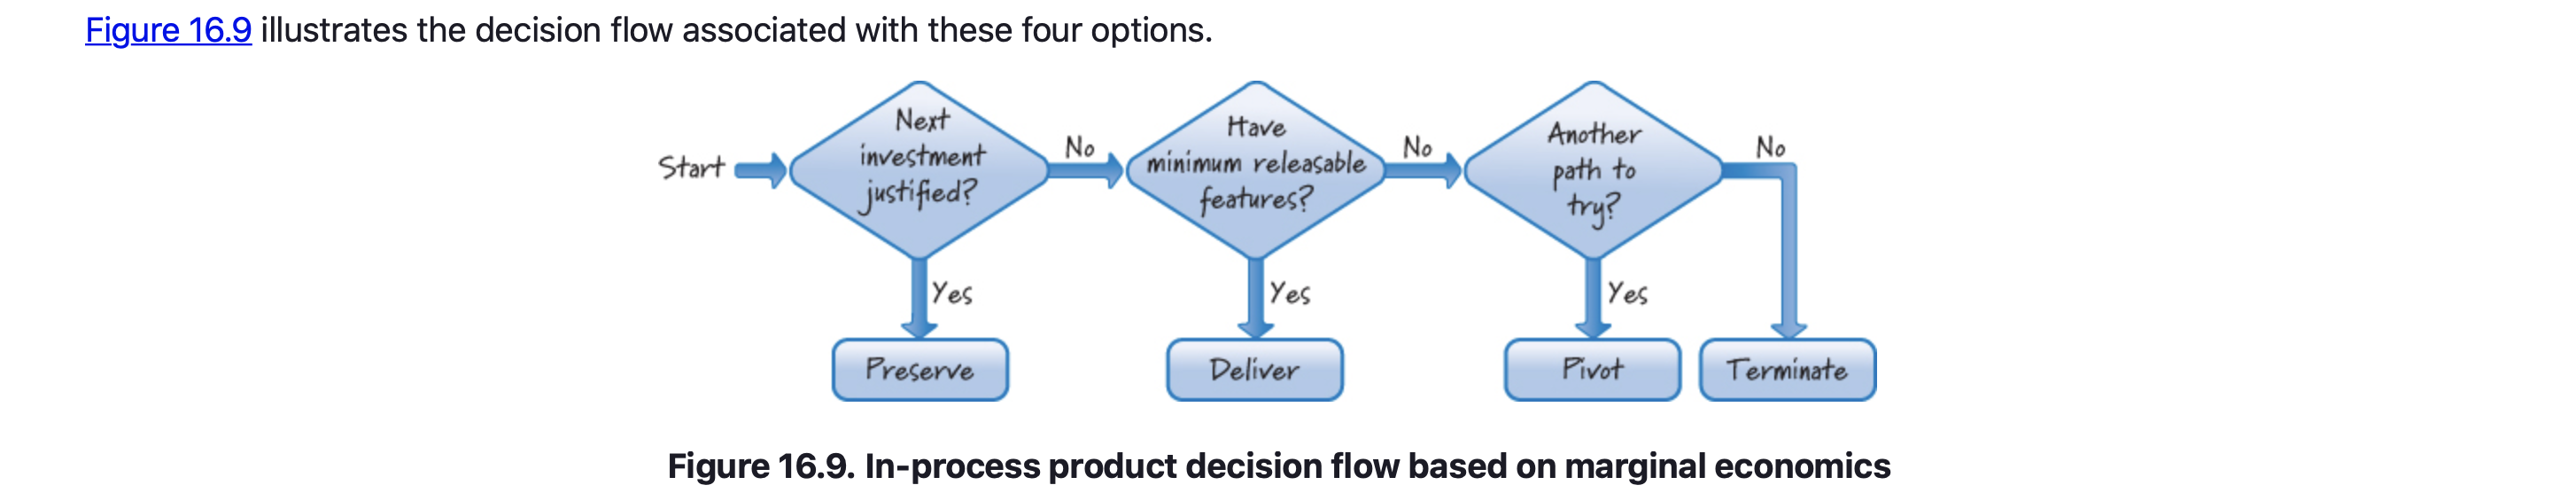 Figure 16.9 illustrates the decision flow associated with these four options.
Start
Next
investment
justified?
No
Have
minimum releasable
features?
No
Another
path to
try?
No
Yes
Yes
Yes
Preserve
Deliver
Pivot
Terminate
Figure 16.9. In-process product decision flow based on marginal economics